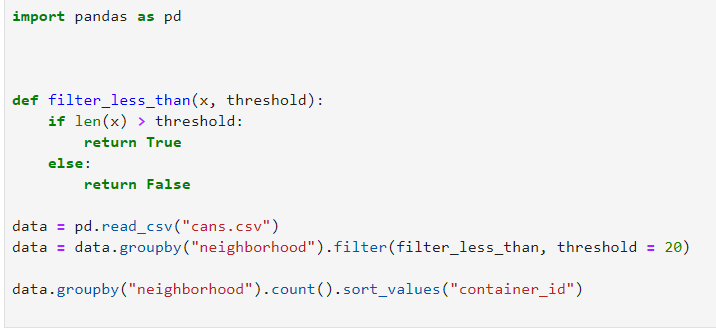 import pandas as pd
def filter_less_than(x, threshold):
    if len(x) > threshold:
        return True
    else:
        return False
data = pd.read_csv("cans.csv")
data = data.groupby("neighborhood").filter(filter_less_than, threshold = 20)
data.groupby("neighborhood").count().sort_values("container_id")